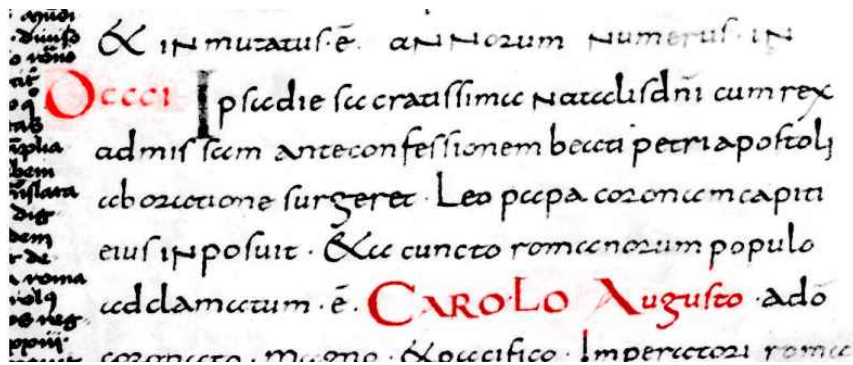 & inmutatus · ē · annorum numerus · in
Dccci Ipsa die sacratissima natalis dn̄i cum rex
ad missam ante confessionem beati petri apostoli
ab oratione surgeret · Leo papa coronam capiti
eius inposuit · & a cuncto romanorum populo
adclamatum · ē · CAROLO Augusto · a dō
coronato · magno · & pacifico · Imperatori roma